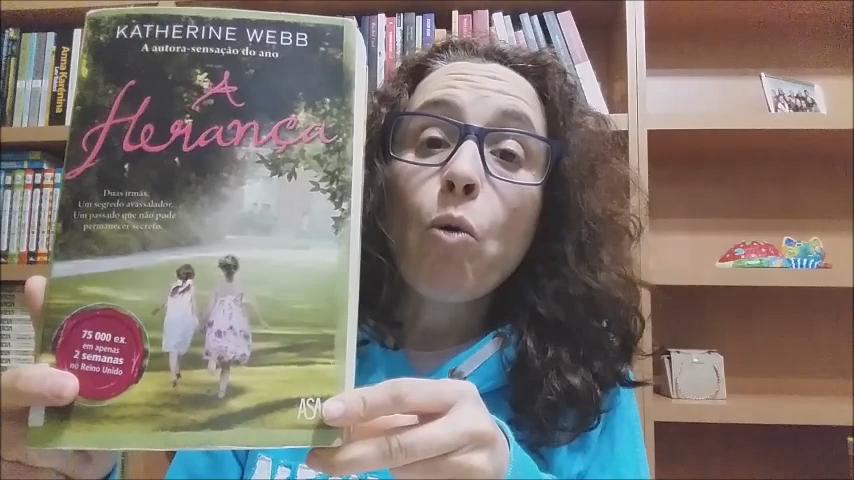 KATHERINE WEBB
A autora-sensação do ano
A
Herança
Duas irmãs.
Um segredo avassalador.
Um passado que não pode
permanecer secreto.
75 000 ex.
em apenas
2 semanas
no Reino Unido
ASA
Anna Karénina